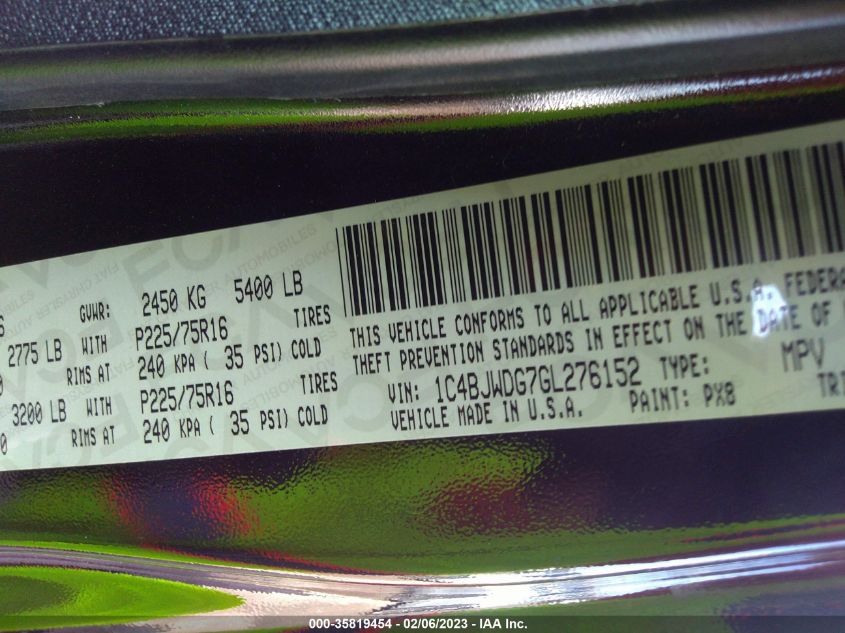 GVWR: 2450 KG 5400 LB
2775 LB WITH P225/75R16 TIRES
RIMS AT 240 KPA ( 35 PSI) COLD
3200 LB WITH P225/75R16 TIRES
RIMS AT 240 KPA ( 35 PSI) COLD
THIS VEHICLE CONFORMS TO ALL APPLICABLE U.S.A. FEDERA
THEFT PREVENTION STANDARDS IN EFFECT ON THE DATE OF
VIN: 1C4BJWDG7GL276152 TYPE: MPV
VEHICLE MADE IN U.S.A. PAINT: PX8 TRI
000-35819454 - 02/06/2023 - IAA Inc.